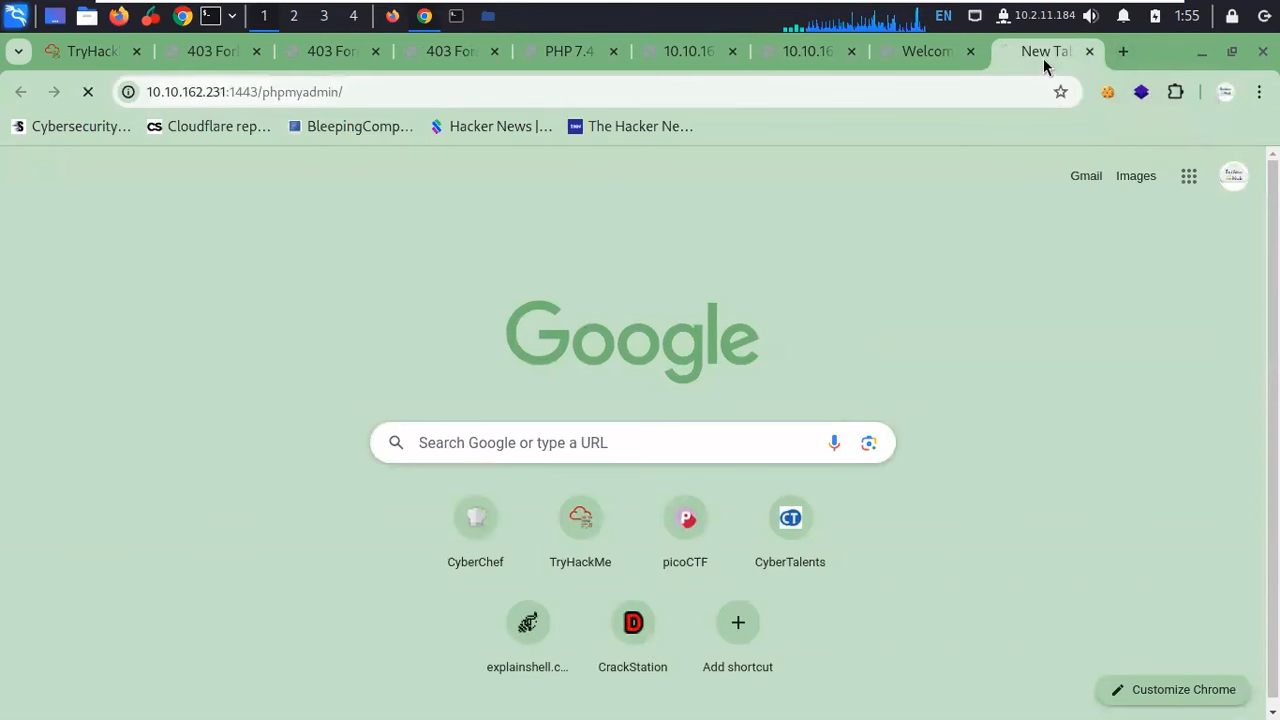 1 2 3 4 EN 10.2.11.184 1:55
TryHack 403 For 403 For 403 For PHP 7.4 10.10.16 10.10.16 Welcom New Tab
10.10.162.231:1443/phpmyadmin/
Cybersecurity... Cloudflare rep... BleepingComp... Hacker News |... The Hacker Ne...
Gmail Images
Google
Search Google or type a URL
CyberChef TryHackMe picoCTF CyberTalents
explainshell.c... CrackStation Add shortcut
Customize Chrome